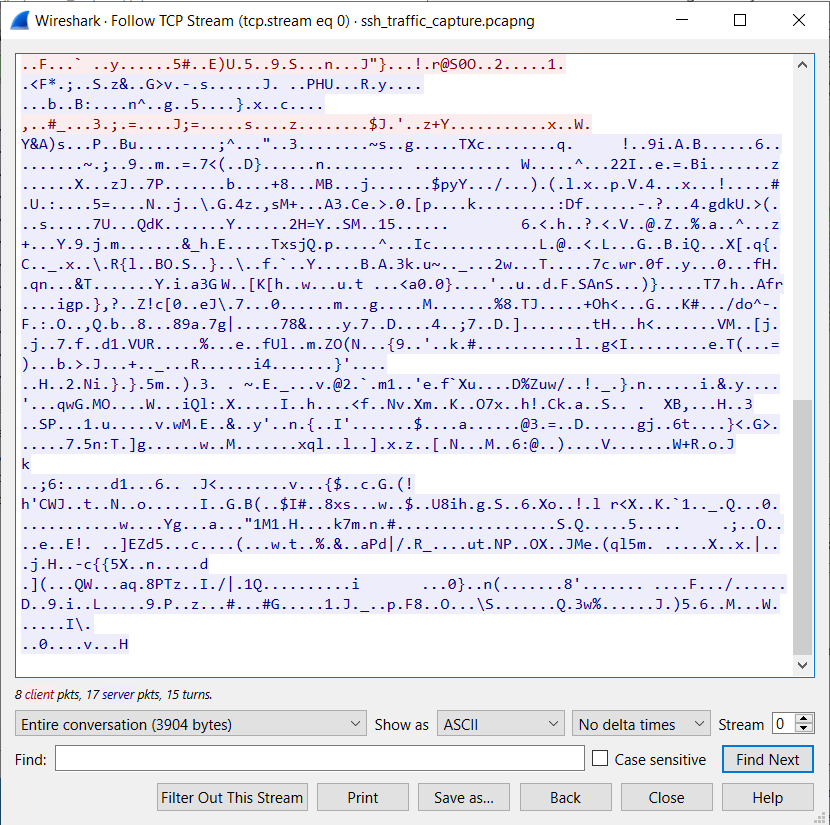 Wireshark · Follow TCP Stream (tcp.stream eq 0) · ssh_traffic_capture.pcapng
..F...` ..y......5#..E)U.5..9.S...n...J"}...!.r@S0O..2.....1.
.<F*.;..S.z&..G>v.-.s......J. ..PHU...R.y....
...b..B:....n^..g..5....}.x..c....
,..#_...3.;.=....J;=.....s....z........$J.'..z+Y...........x..W.
Y&A)s...P..Bu.........;^..."..3........~s..g.....TXc........q. !..9i.A.B......6..
.......~.;..9..m..=.7<(..D}......n...................... W.....^...22I..e.=.Bi.......z
......X...zJ..7P.......b....+8...MB...j.......$pyY.../...).(.l.x..p.V.4...x...!.....#
.U.:....5=....N..j..\.G.4z.,sM+...A3.Ce.>.0.[p....k.........:Df......-.?...4.gdkU.>(.
..s.....7U...QdK.......Y......2H=Y..SM..15...... 6.<.h..?.<.V..@.Z..%.a..^...z
+...Y.9.j.m.......&_h.E.....TxsjQ.p.....^...Ic............L.@..<.L...G..B.iQ...X[.q{.
C.._.x..\.R{l..BO.S..}..\..f.`..Y.....B.A.3k.u~.._...2w...T.....7c.wr.0f..y...0...fH.
.qn...&T.......Y.i.a3GW..[K[h..w...u.t ...<a0.0}....'..u..d.F.SAnS...)}.....T7.h..Afr
....igp.},?..Z!c[0..eJ\.7...0......m...g....M......%8.TJ.....+Oh<...G...K#.../do^-.
F.:.O..,Q.b..8...89a.7g|.....78&....y.7..D....4..;7..D.]........tH...h<.......VM..[j.
.j..7.f..d1.VUR.....%...e..fUl..m.ZO(N...{9..'..k.#..........l..g<I.........e.T(...=
)...b.>.J...+.._...R......i4.......}'....
..H..2.Ni.}.}.5m..).3. . ~.E._...v.@2.`.m1..'e.f`Xu....D%Zuw/..!._.}.n......i.&.y....
'...qwG.MO....W...iQl:.X.....I..h....<f..Nv.Xm..K..O7x..h!.Ck.a..S.. . XB,...H..3
..SP...1.u.....v.wM.E..&..y'..n.{..I'.......$....a......@3.=..D......gj..6t....}<.G>.
.....7.5n:T.]g......w..M.......xql..l..].x.z..[.N...M..6:@..)....V.......W+R.o.J
k
..;6:.....d1...6.. .J<........v...{$..c.G.(!
h'CWJ..t..N..o......I..G.B(..$I#..8xs...w..$..U8ih.g.S..6.Xo..!.l r<X..K.`1.._.Q...0.
...........w....Yg...a..."1M1.H....k7m.n.#..................S.Q.....5..... .;..O..
..e..E!. ..]EZd5...c....(...w.t..%.&..aPd|/.R_....ut.NP..OX..JMe.(ql5m. .....X..x.|..
.j.H..-c{{5X..n.....d
.](...QW...aq.8PTz..I./|.1Q..........i ...0}..n(.......8'....... ....F.../......
D..9.i..L.....9.P..z...#...#G.....1.J._..p.F8..O...\S.......Q.3w%......J.)5.6..M...W.
.....I\.
..0....v...H
8 client pkts, 17 server pkts, 15 turns.
Entire conversation (3904 bytes) Show as ASCII No delta times Stream 0
Find: Case sensitive Find Next
Filter Out This Stream Print Save as... Back Close Help